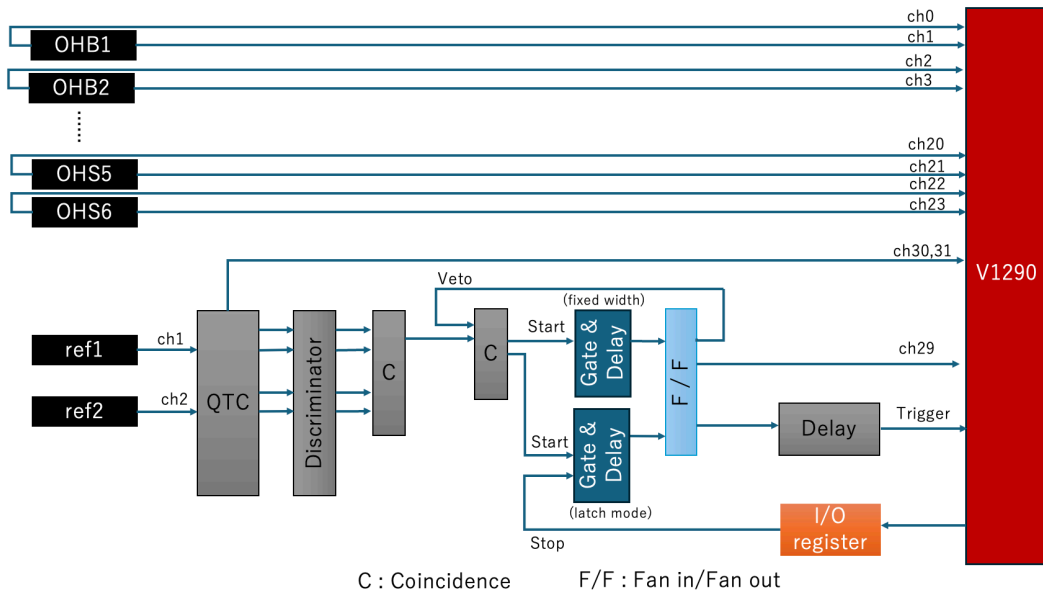 ch0
OHB1
ch1
ch2
OHB2
ch3
ch20
OHS5
ch21
ch22
OHS6
ch23
ch30,31
V1290
Veto
(fixed width)
Start
Gate &
Delay
ref1
ch1
ch29
C
C
F / F
QTC
Discriminator
ref2
ch2
Trigger
Delay
Start
Gate &
Delay
(latch mode)
I/O
register
Stop
C : Coincidence
F/F : Fan in/Fan out